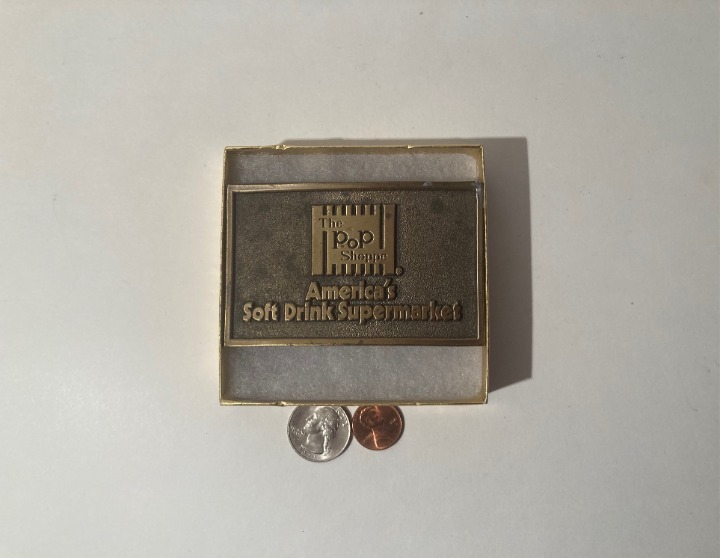 The
Pop
Shoppe
®
America's
Soft Drink Supermarket